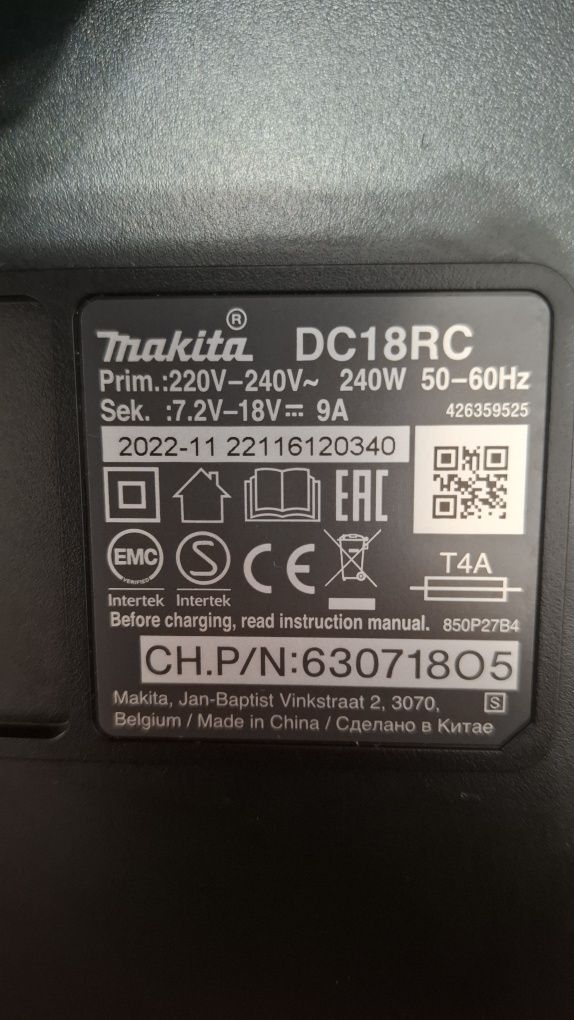 makita® DC18RC
Prim.:220V–240V~ 240W 50–60Hz
Sek. :7.2V–18V⎓ 9A 426359525
2022-11 22116120340
EAC
EMC
VERIFIED
S
CE
T4A
Intertek Intertek
Before charging, read instruction manual. 850P27B4
CH.P/N:630718O5
Makita, Jan-Baptist Vinkstraat 2, 3070, S
Belgium / Made in China / Сделано в Китае